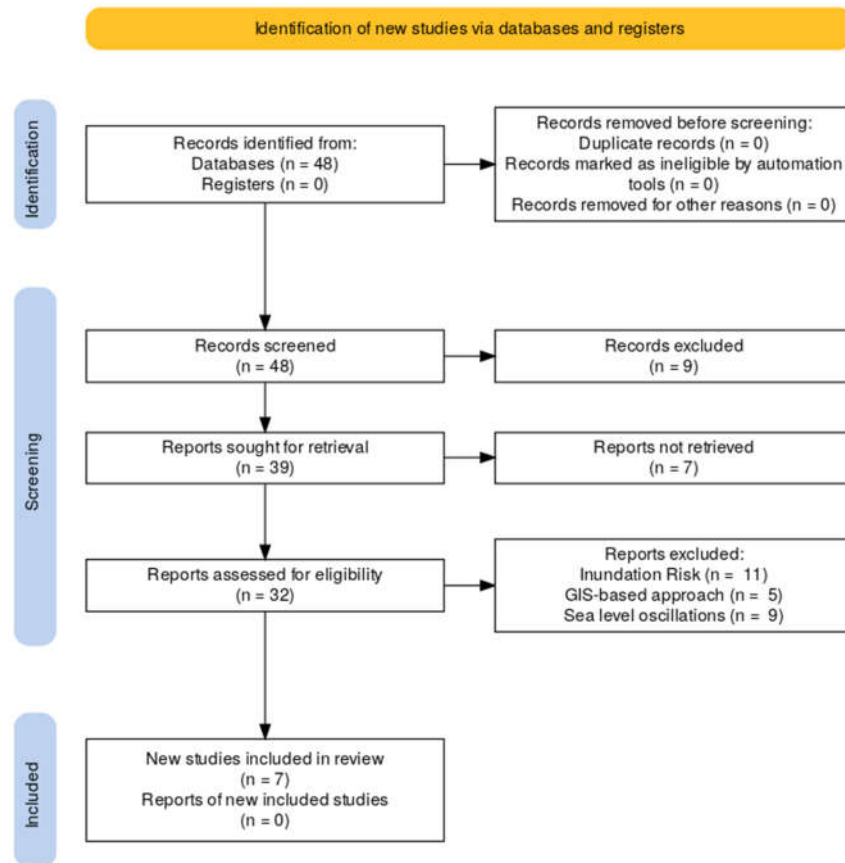 Identification of new studies via databases and registers
Identification
Records identified from:
Databases (n = 48)
Registers (n = 0)
Records removed before screening:
Duplicate records (n = 0)
Records marked as ineligible by automation
tools (n = 0)
Records removed for other reasons (n = 0)
Screening
Records screened
(n = 48)
Records excluded
(n = 9)
Reports sought for retrieval
(n = 39)
Reports not retrieved
(n = 7)
Reports assessed for eligibility
(n = 32)
Reports excluded:
Inundation Risk (n = 11)
GIS-based approach (n = 5)
Sea level oscillations (n = 9)
Included
New studies included in review
(n = 7)
Reports of new included studies
(n = 0)